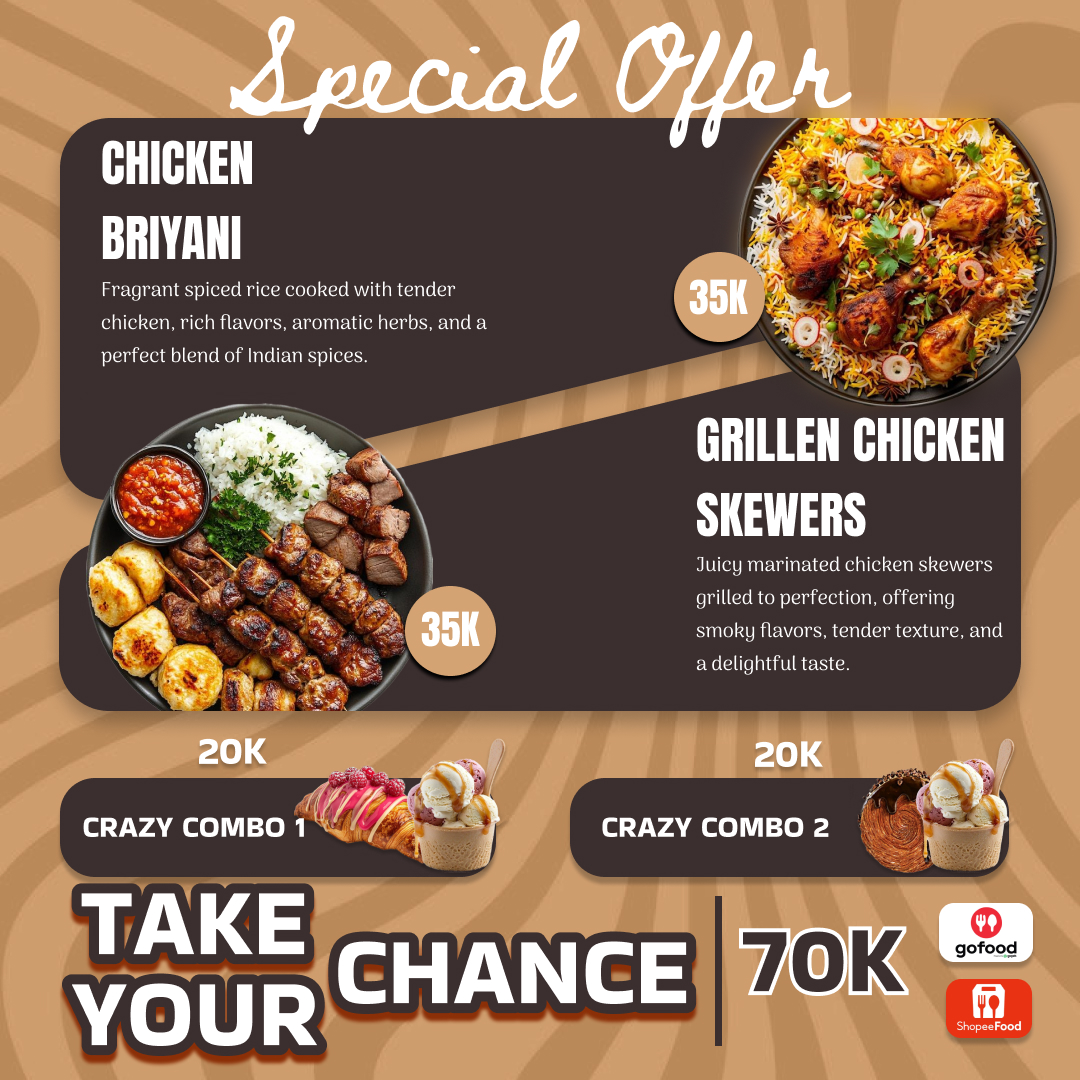 Special Offer
CHICKEN
BRIYANI
Fragrant spiced rice cooked with tender
chicken, rich flavors, aromatic herbs, and a
perfect blend of Indian spices.
35K
GRILLEN CHICKEN
SKEWERS
Juicy marinated chicken skewers
grilled to perfection, offering
smoky flavors, tender texture, and
a delightful taste.
35K
20K
CRAZY COMBO 1
20K
CRAZY COMBO 2
TAKE
YOUR
CHANCE
70K
gofood
ShopeeFood